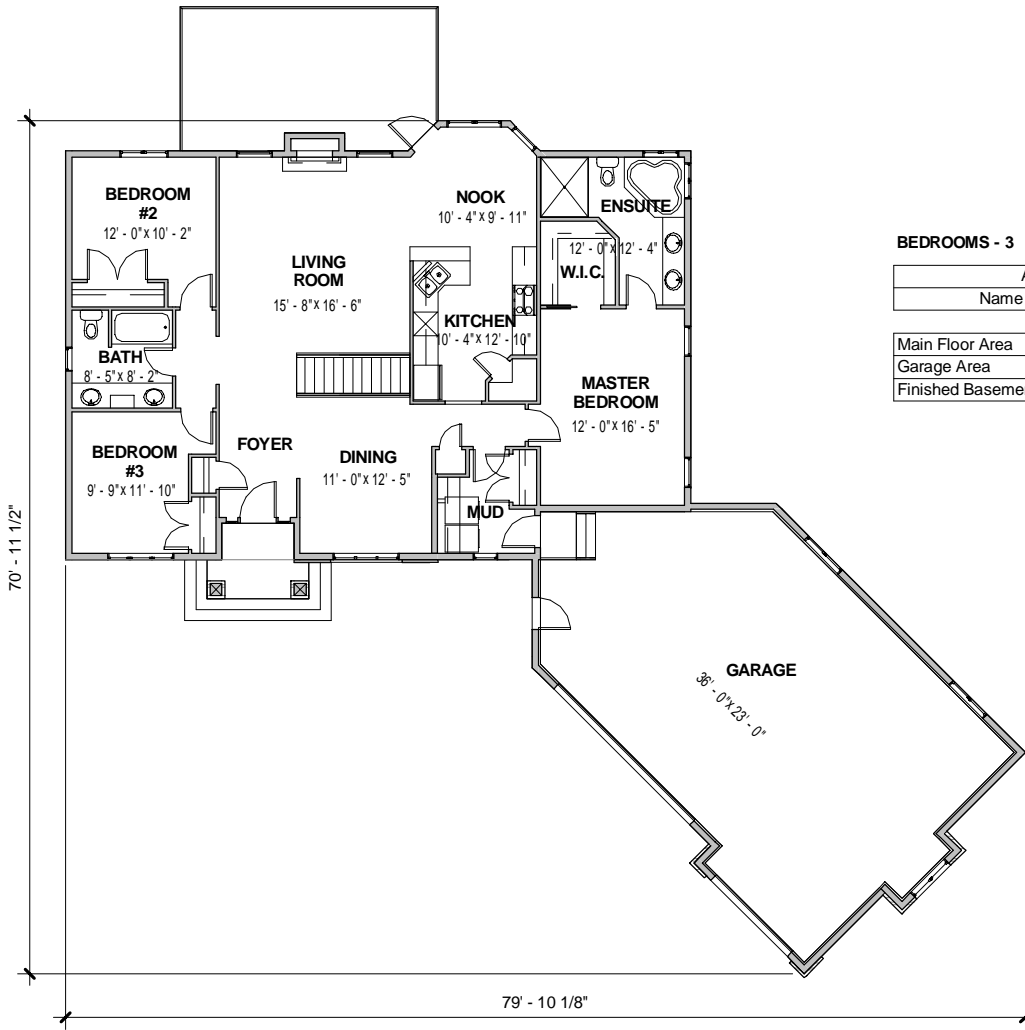 BEDROOM
#2
12' - 0" x 10' - 2"
NOOK
10' - 4" x 9' - 11"
ENSUITE
12' - 0" x 12' - 4"
W.I.C.
LIVING
ROOM
15' - 8" x 16' - 6"
KITCHEN
10' - 4" x 12' - 10"
BATH
8' - 5" x 8' - 2"
MASTER
BEDROOM
12' - 0" x 16' - 5"
BEDROOM
#3
9' - 9" x 11' - 10"
FOYER
DINING
11' - 0" x 12' - 5"
MUD
GARAGE
36' - 0" x 23' - 0"
70' - 11 1/2"
79' - 10 1/8"
BEDROOMS - 3
A
Name
Main Floor Area
Garage Area
Finished Baseme